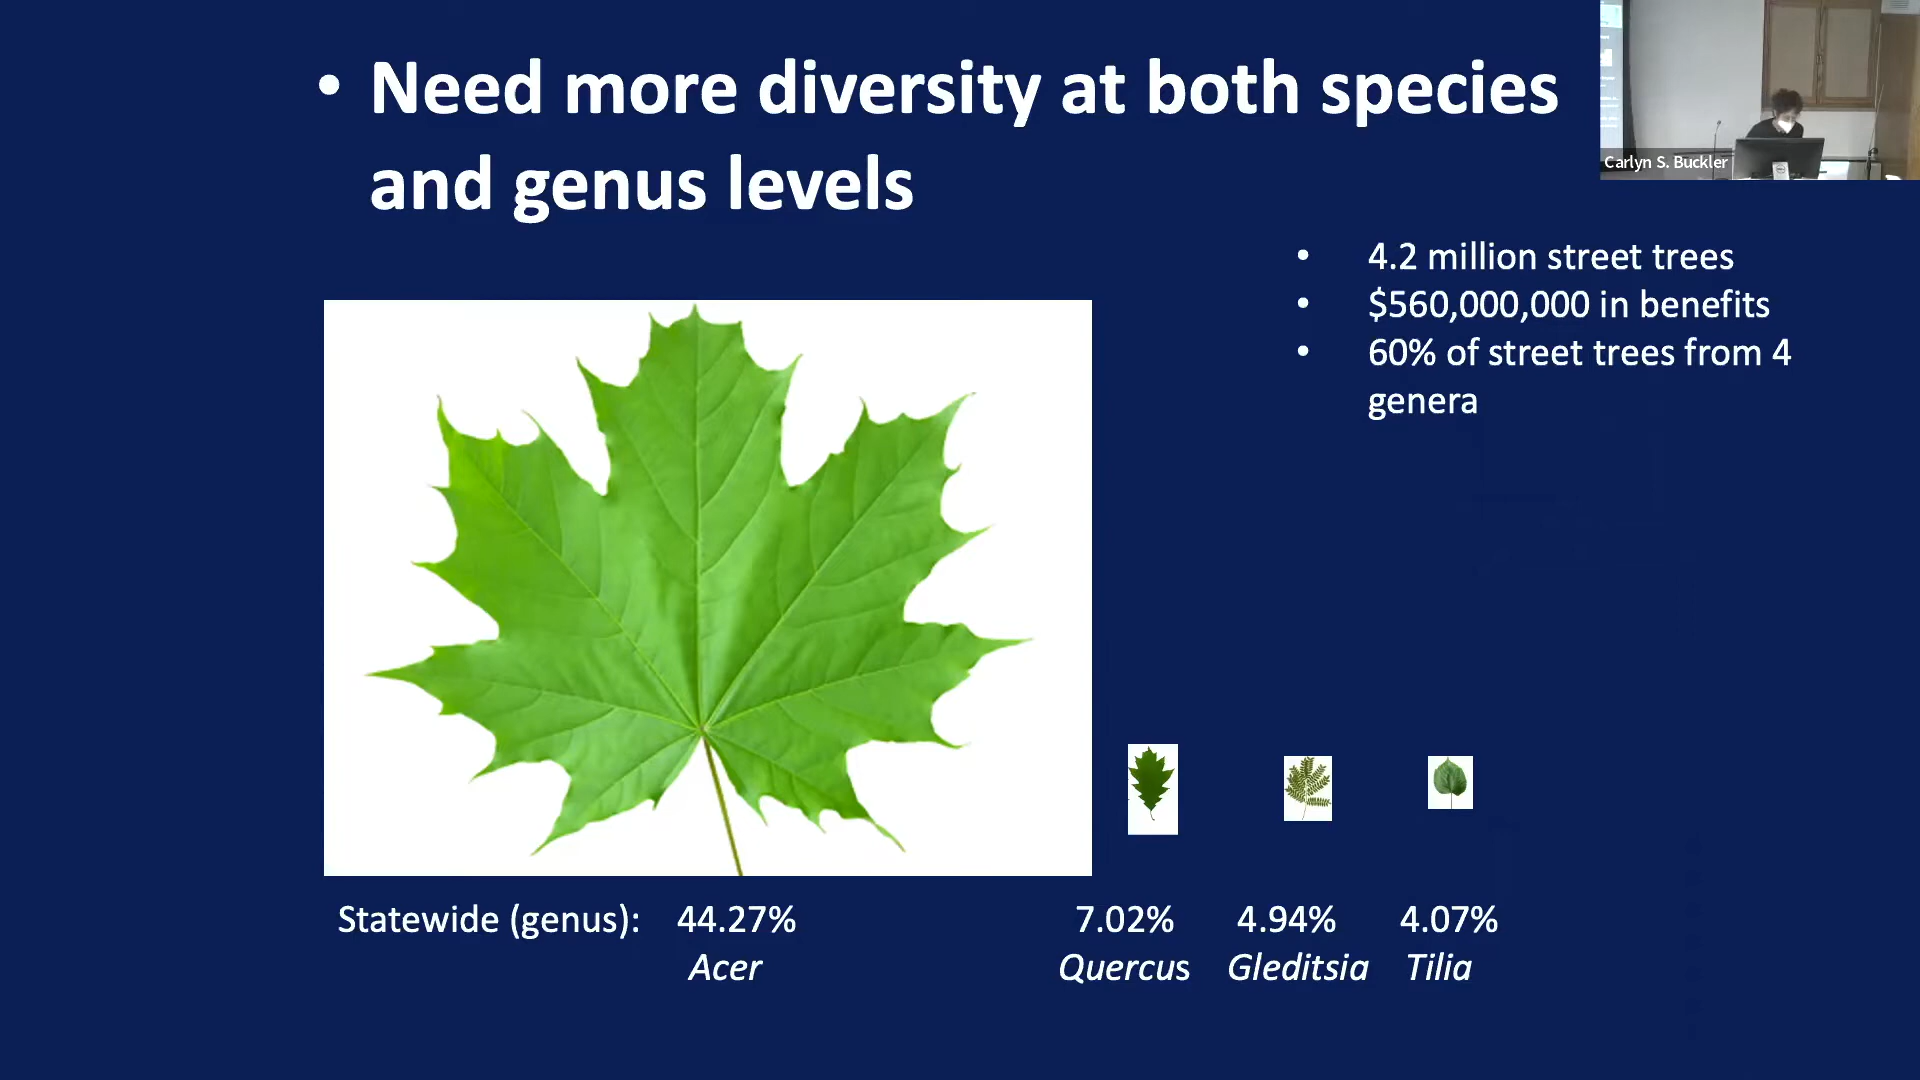 • Need more diversity at both species
and genus levels
Carlyn S. Buckler
• 4.2 million street trees
• $560,000,000 in benefits
• 60% of street trees from 4
genera
Statewide (genus): 44.27% 7.02% 4.94% 4.07%
Acer Quercus Gleditsia Tilia